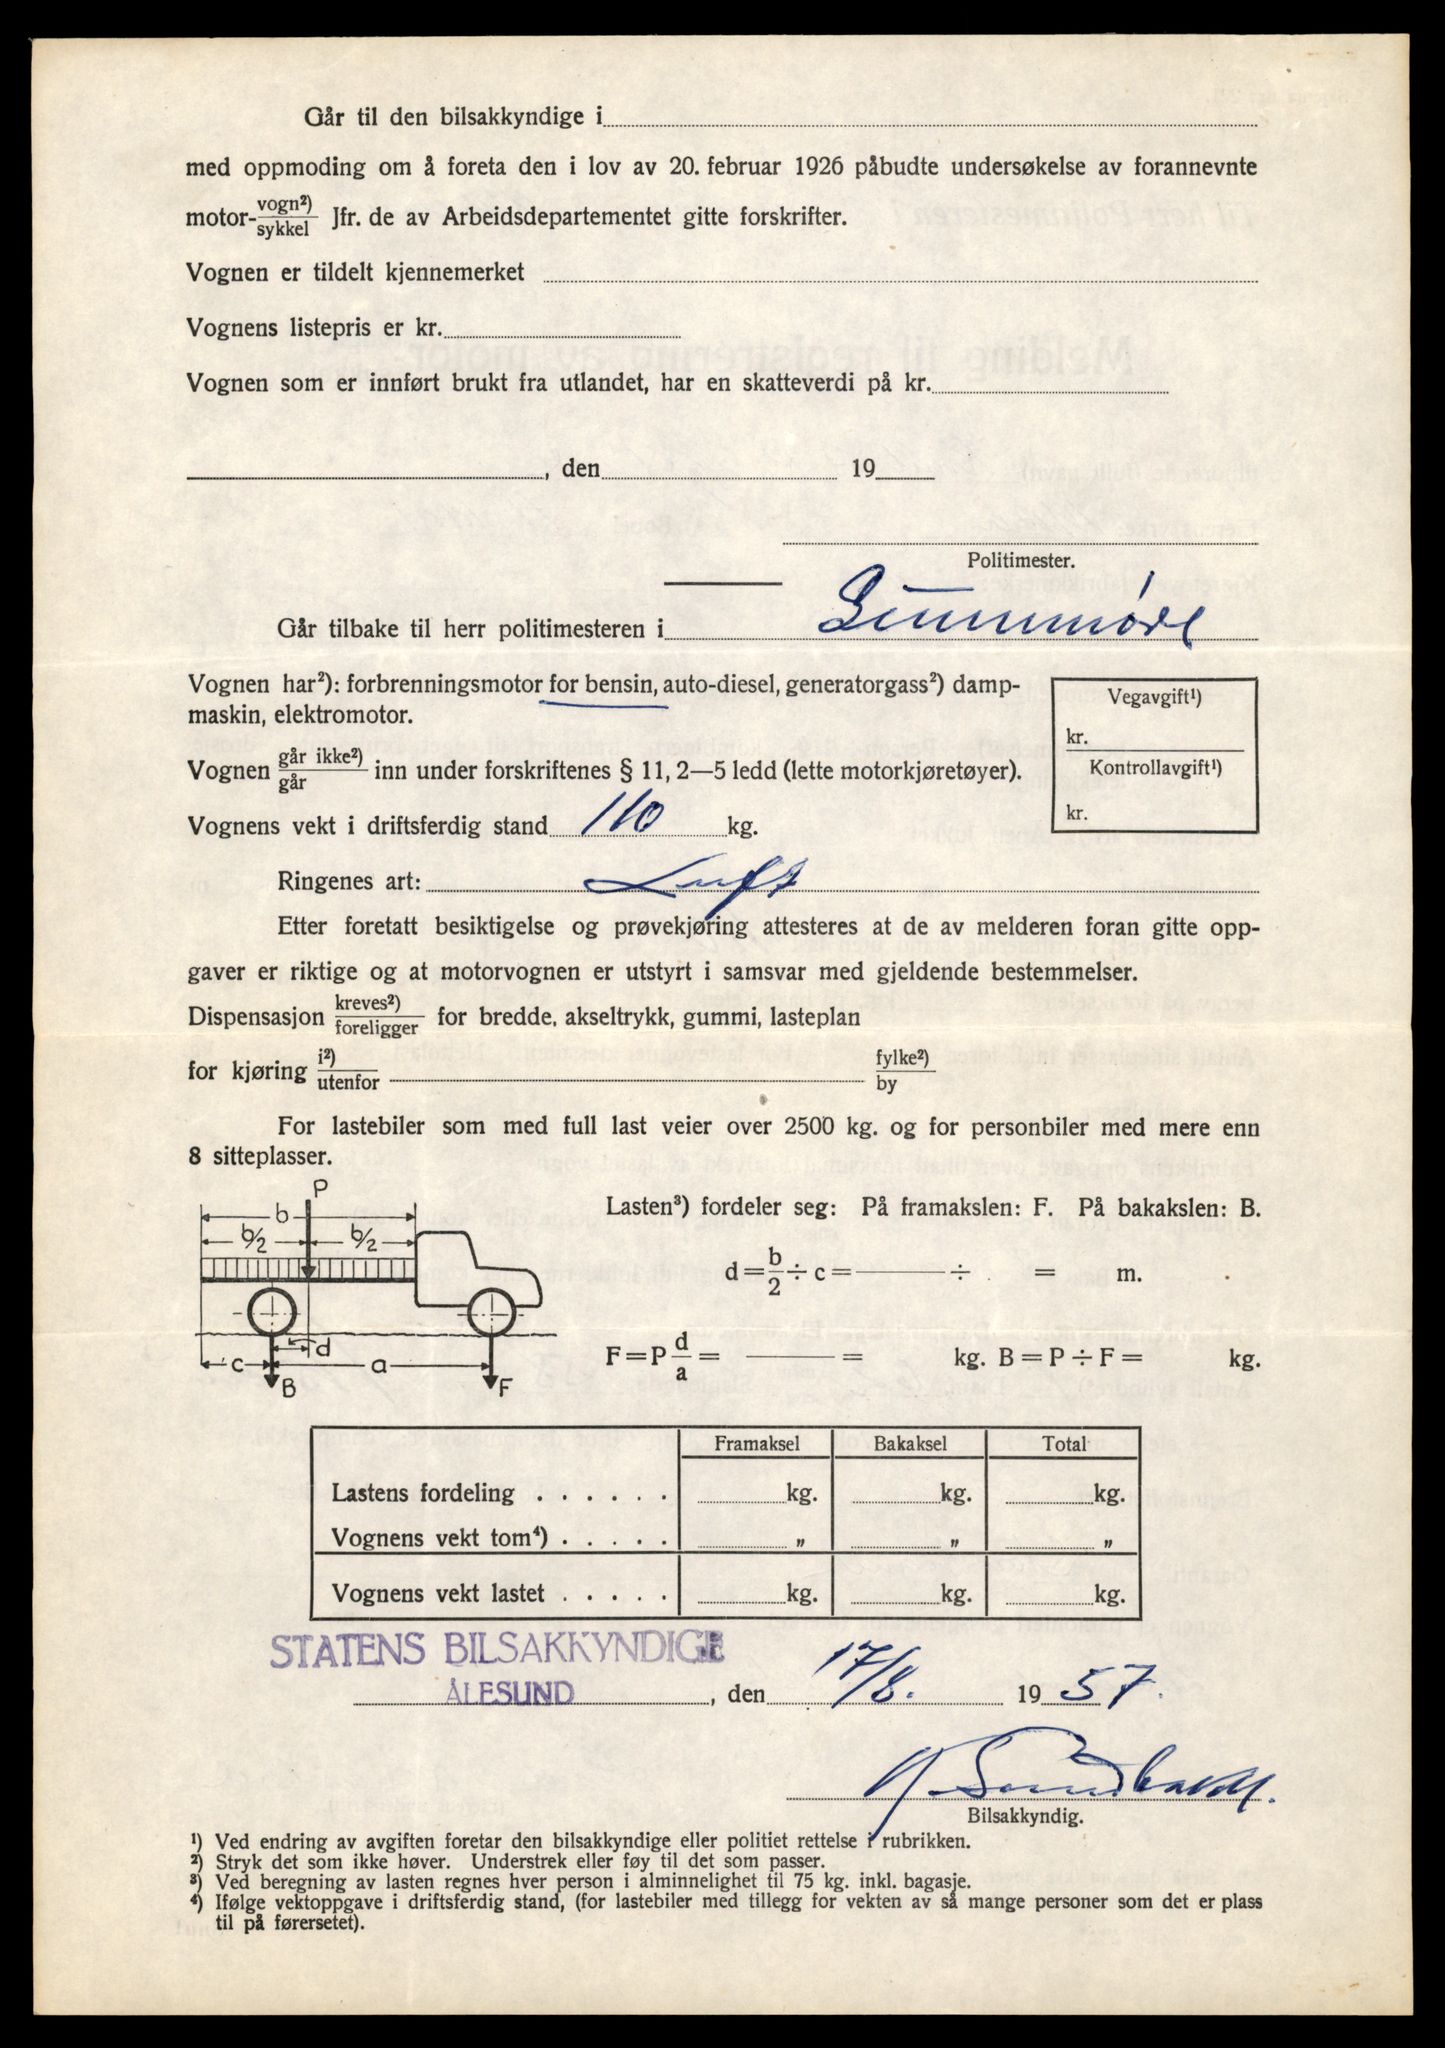 Går til den bilsakkyndige i
med oppmoding om å foreta den i lov av 20. februar 1926 påbudte undersøkelse av forannevnte
motor- vogn²) / sykkel Jfr. de av Arbeidsdepartementet gitte forskrifter.
Vognen er tildelt kjennemerket
Vognens listepris er kr.
Vognen som er innført brukt fra utlandet, har en skatteverdi på kr.
, den 19
Politimester.
Går tilbake til herr politimesteren i Sunnmøre
Vognen har²): forbrenningsmotor for bensin, auto-diesel, generatorgass²) damp-
maskin, elektromotor.
Vegavgift¹)
kr.
Kontrollavgift¹)
kr.
Vognen går ikke²) / går inn under forskriftenes § 11, 2—5 ledd (lette motorkjøretøyer).
Vognens vekt i driftsferdig stand 110 kg.
Ringenes art: Luft
Etter foretatt besiktigelse og prøvekjøring attesteres at de av melderen foran gitte opp-
gaver er riktige og at motorvognen er utstyrt i samsvar med gjeldende bestemmelser.
Dispensasjon kreves²) / foreligger for bredde, akseltrykk, gummi, lasteplan
for kjøring i²) / utenfor fylke²) / by
For lastebiler som med full last veier over 2500 kg. og for personbiler med mere enn
8 sitteplasser.
P
b
b/2 b/2
c d a
B F
Lasten³) fordeler seg: På framakslen: F. På bakakslen: B.
d = b/2 ÷ c = ÷ = m.
F = P d/a = = kg. B = P ÷ F = kg.
Framaksel Bakaksel Total
Lastens fordeling . . . . . . kg. kg. kg.
Vognens vekt tom⁴) . . . . . „ „ „
Vognens vekt lastet . . . . . kg. kg. kg.
STATENS BILSAKKYNDIGE
ÅLESUND , den 17/8. 19 57.
Bilsakkyndig.
¹) Ved endring av avgiften foretar den bilsakkyndige eller politiet rettelse i rubrikken.
²) Stryk det som ikke høver. Understrek eller føy til det som passer.
³) Ved beregning av lasten regnes hver person i alminnelighet til 75 kg. inkl. bagasje.
⁴) Ifølge vektoppgave i driftsferdig stand, (for lastebiler med tillegg for vekten av så mange personer som det er plass
til på førersetet).